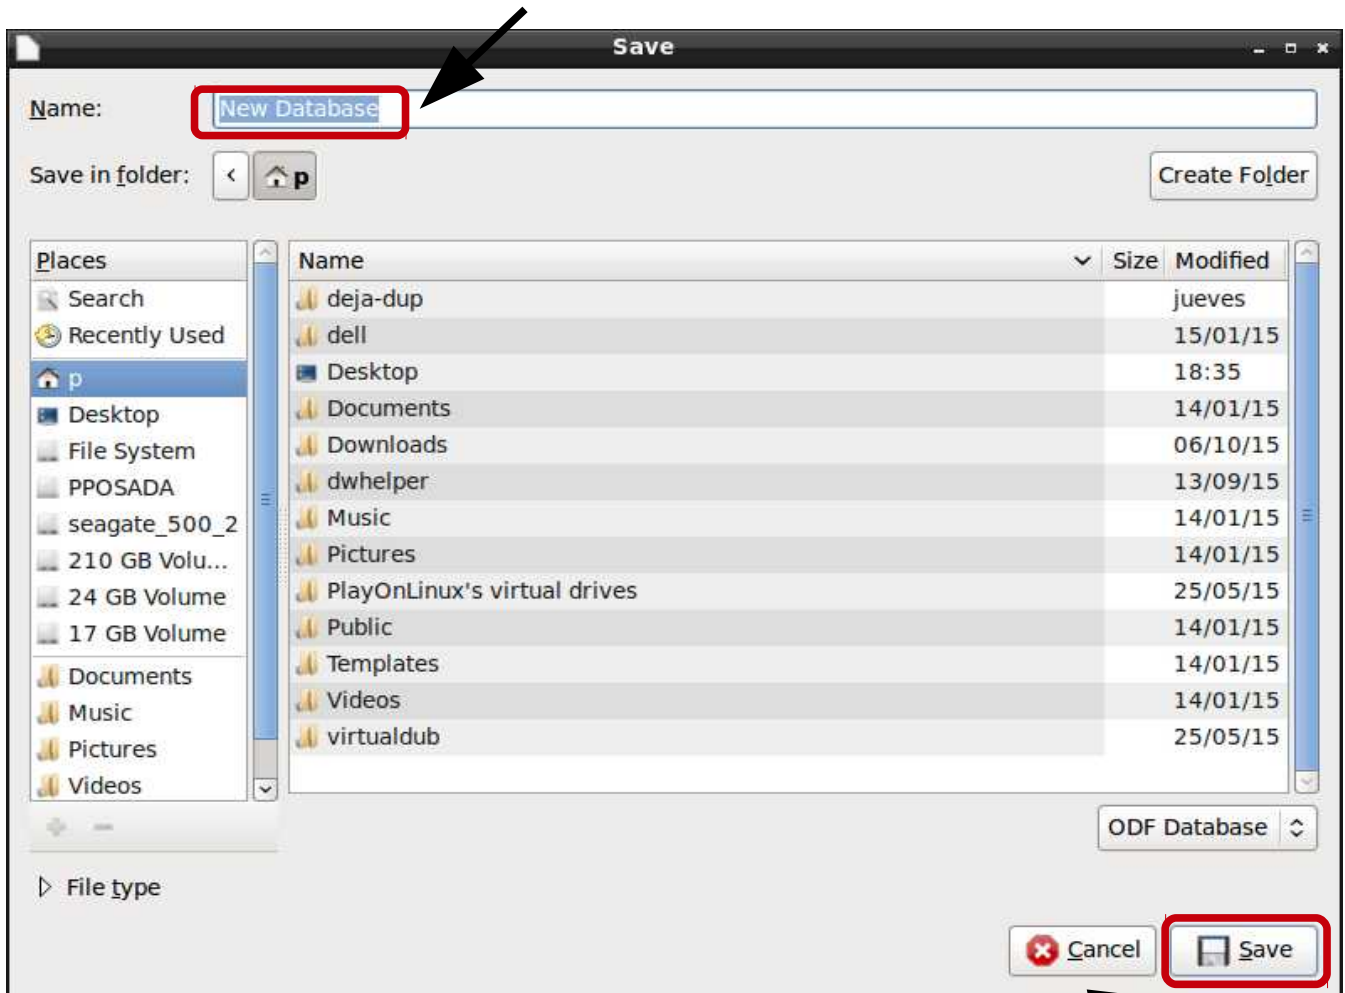 Save
Name: New Database
Save in folder: < p Create Folder
Places
Search
Recently Used
p
Desktop
File System
PPOSADA
seagate_500_2
210 GB Volu...
24 GB Volume
17 GB Volume
Documents
Music
Pictures
Videos
Name Size Modified
deja-dup jueves
dell 15/01/15
Desktop 18:35
Documents 14/01/15
Downloads 06/10/15
dwhelper 13/09/15
Music 14/01/15
Pictures 14/01/15
PlayOnLinux's virtual drives 25/05/15
Public 14/01/15
Templates 14/01/15
Videos 14/01/15
virtualdub 25/05/15
ODF Database
File type
Cancel Save